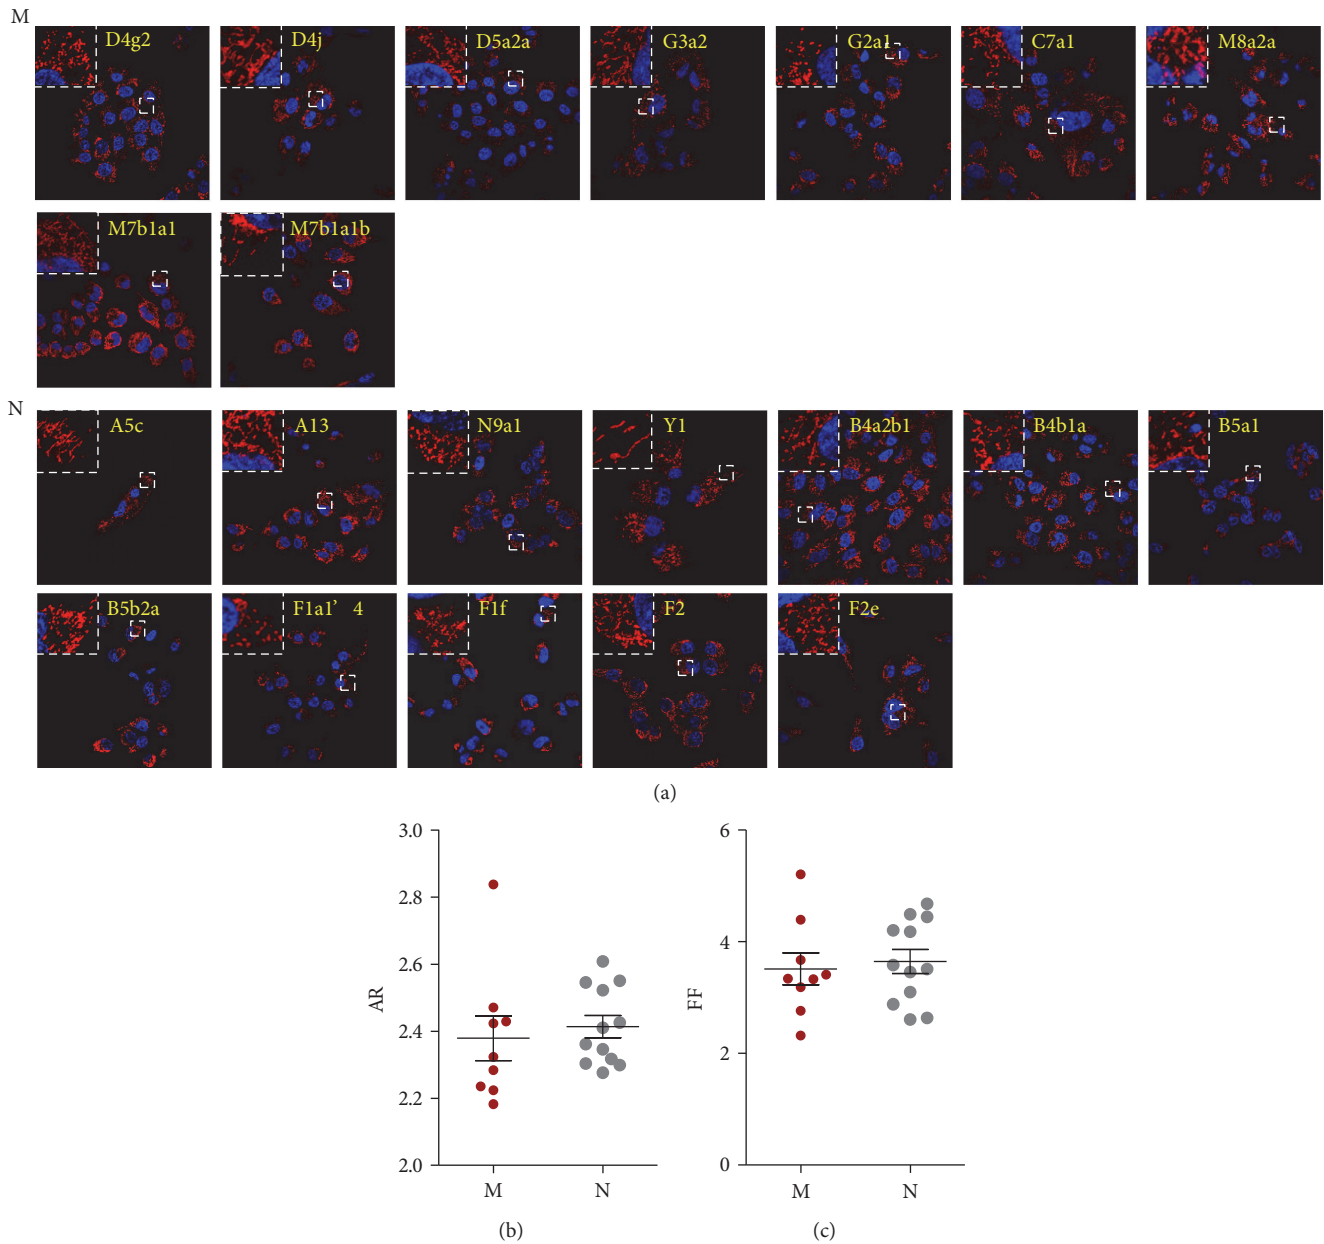 M
D4g2 D4j D5a2a G3a2 G2a1 C7a1 M8a2a
M7b1a1 M7b1a1b
N
A5c A13 N9a1 Y1 B4a2b1 B4b1a B5a1
B5b2a F1a1’ 4 F1f F2 F2e
(a)
3.0
2.8
2.6
2.4
2.2
2.0
AR
M N
(b)
6
4
2
0
FF
M N
(c)